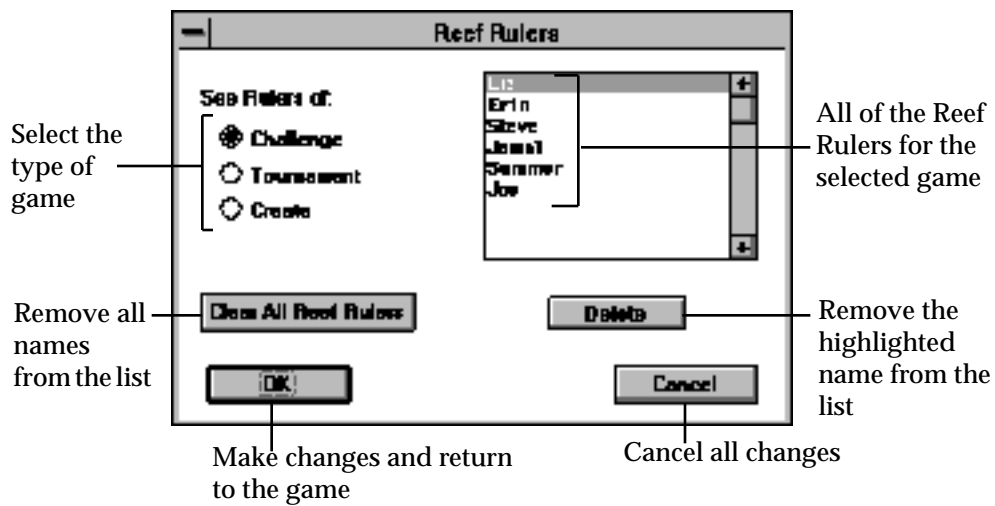 Reef Rulers
See Rulers of:
Challenge
Tournament
Create
Liz
Erin
Steve
Jamal
Summer
Joe
Clear All Reef Rulers
Delete
OK
Cancel
Select the
type of
game
All of the Reef
Rulers for the
selected game
Remove all
names
from the list
Remove the
highlighted
name from the
list
Make changes and return
to the game
Cancel all changes